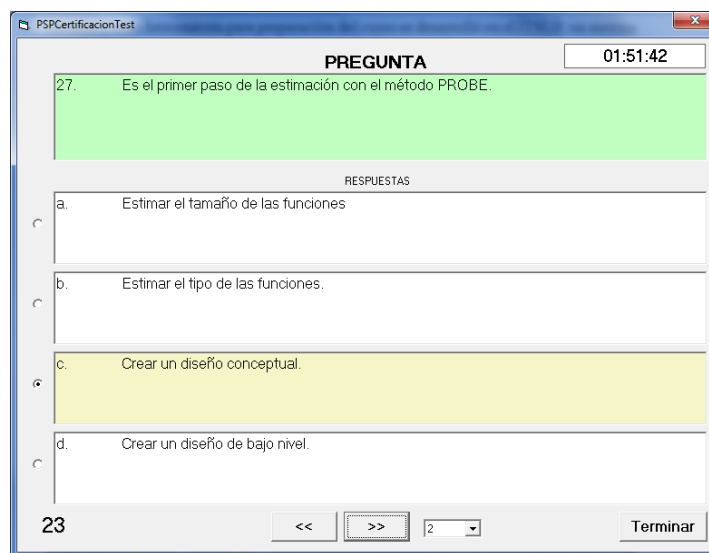 PSPCertificacionTest
PREGUNTA
01:51:42
27. Es el primer paso de la estimación con el método PROBE.
RESPUESTAS
a. Estimar el tamaño de las funciones
b. Estimar el tipo de las funciones.
c. Crear un diseño conceptual.
d. Crear un diseño de bajo nivel.
23
<<
>>
2
Terminar